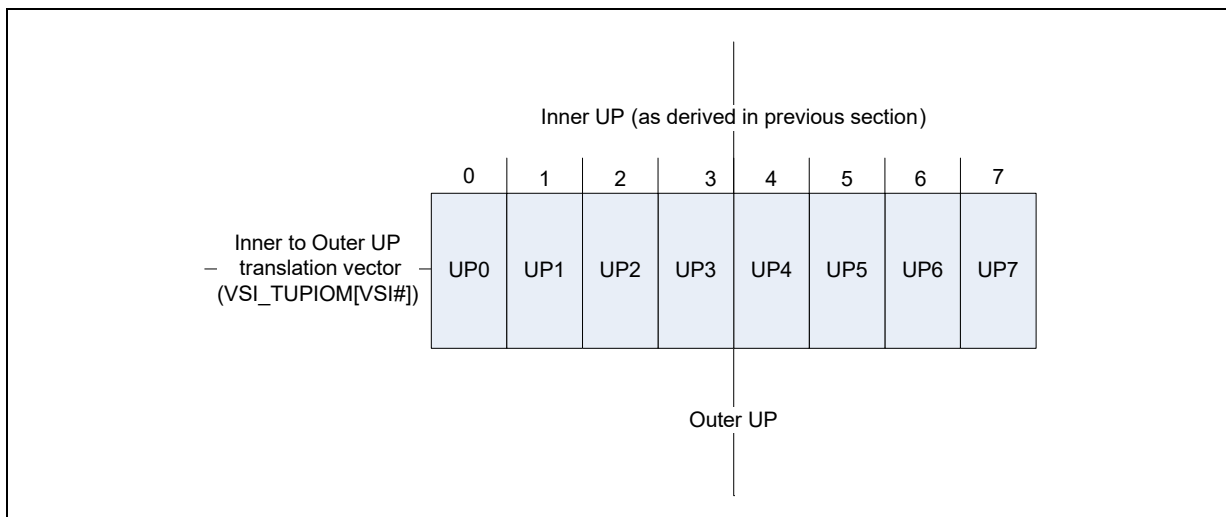 Inner UP (as derived in previous section)
0 1 2 3 4 5 6 7
Inner to Outer UP
translation vector
(VSI_TUPIOM[VSI#])
UP0 UP1 UP2 UP3 UP4 UP5 UP6 UP7
Outer UP